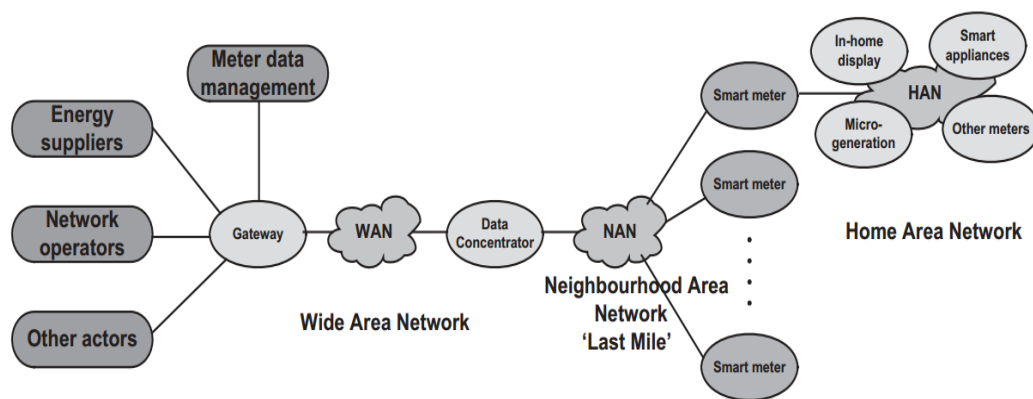 Meter data
management
Energy
suppliers
Network
operators
Other actors
Gateway
WAN
Wide Area Network
Data
Concentrator
NAN
Neighbourhood Area
Network
‘Last Mile’
Smart meter
Smart meter
Smart meter
In-home
display
Smart
appliances
HAN
Micro-
generation
Other meters
Home Area Network